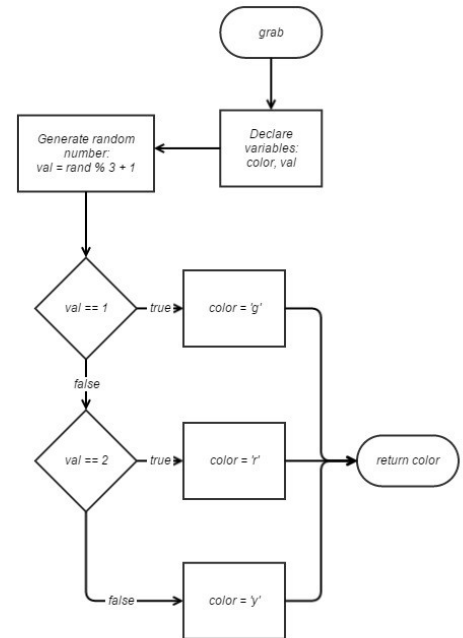 grab
Declare
variables:
color, val
Generate random
number:
val = rand % 3 + 1
val == 1
true
color = 'g'
false
val == 2
true
color = 'r'
return color
false
color = 'y'